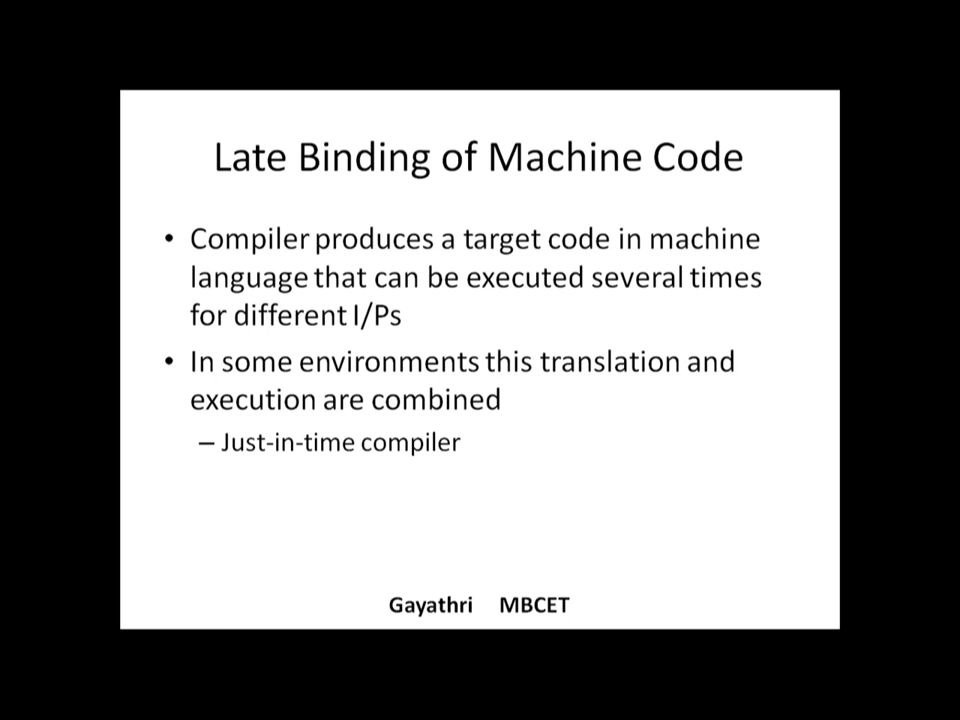 Late Binding of Machine Code
• Compiler produces a target code in machine
language that can be executed several times
for different I/Ps
• In some environments this translation and
execution are combined
– Just-in-time compiler
Gayathri MBCET